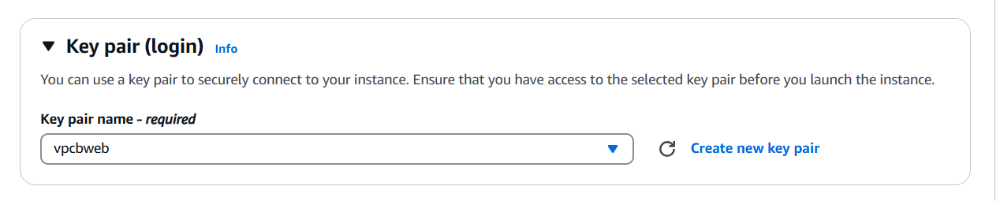 Key pair (login) Info
You can use a key pair to securely connect to your instance. Ensure that you have access to the selected key pair before you launch the instance.
Key pair name - required
vpcbweb
Create new key pair